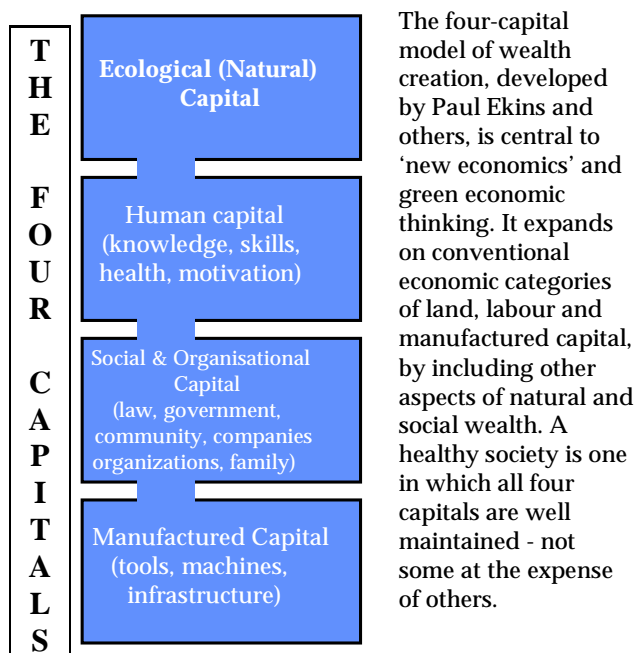 THE FOUR CAPITALS
Ecological (Natural)
Capital
Human capital
(knowledge, skills,
health, motivation)
Social & Organisational
Capital
(law, government,
community, companies
organizations, family)
Manufactured Capital
(tools, machines,
infrastructure)
The four-capital
model of wealth
creation, developed
by Paul Ekins and
others, is central to
‘new economics’ and
green economic
thinking. It expands
on conventional
economic categories
of land, labour and
manufactured capital,
by including other
aspects of natural and
social wealth. A
healthy society is one
in which all four
capitals are well
maintained - not
some at the expense
of others.